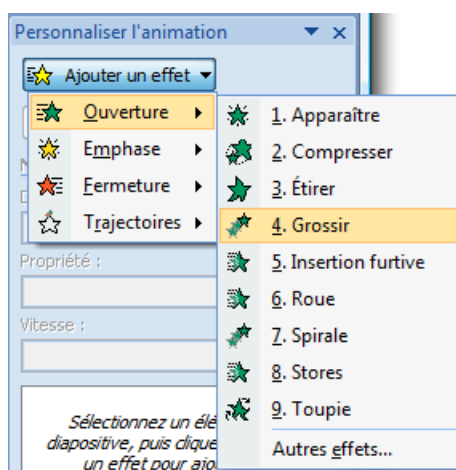 Personnaliser l'animation
Ajouter un effet
Ouverture
Emphase
Fermeture
Trajectoires
1. Apparaître
2. Compresser
3. Étirer
4. Grossir
5. Insertion furtive
6. Roue
7. Spirale
8. Stores
9. Toupie
Autres effets...
Propriété :
Vitesse :
Sélectionnez un élé
diapositive, puis clique
un effet pour ajo